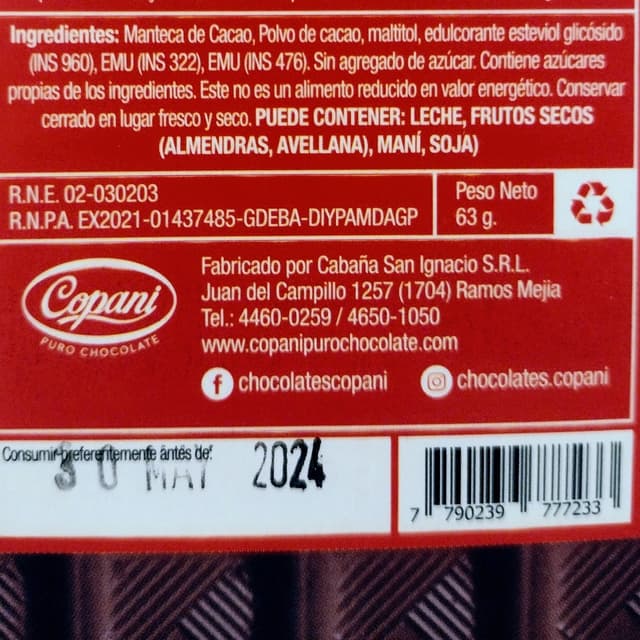 Ingredientes: Manteca de Cacao, Polvo de cacao, maltitol, edulcorante esteviol glicósido
(INS 960), EMU (INS 322), EMU (INS 476). Sin agregado de azúcar. Contiene azúcares
propias de los ingredientes. Este no es un alimento reducido en valor energético. Conservar
cerrado en lugar fresco y seco. PUEDE CONTENER: LECHE, FRUTOS SECOS
(ALMENDRAS, AVELLANA), MANÍ, SOJA)
R.N.E. 02-030203
R.N.P.A. EX2021-01437485-GDEBA-DIYPAMDAGP
Peso Neto
63 g.
Copani
PURO CHOCOLATE
Fabricado por Cabaña San Ignacio S.R.L.
Juan del Campillo 1257 (1704) Ramos Mejia
Tel.: 4460-0259 / 4650-1050
www.copanipurochocolate.com
chocolatescopani
chocolates.copani
Consumir preferentemente antes de:
30 MAY 2024
7 790239 777233